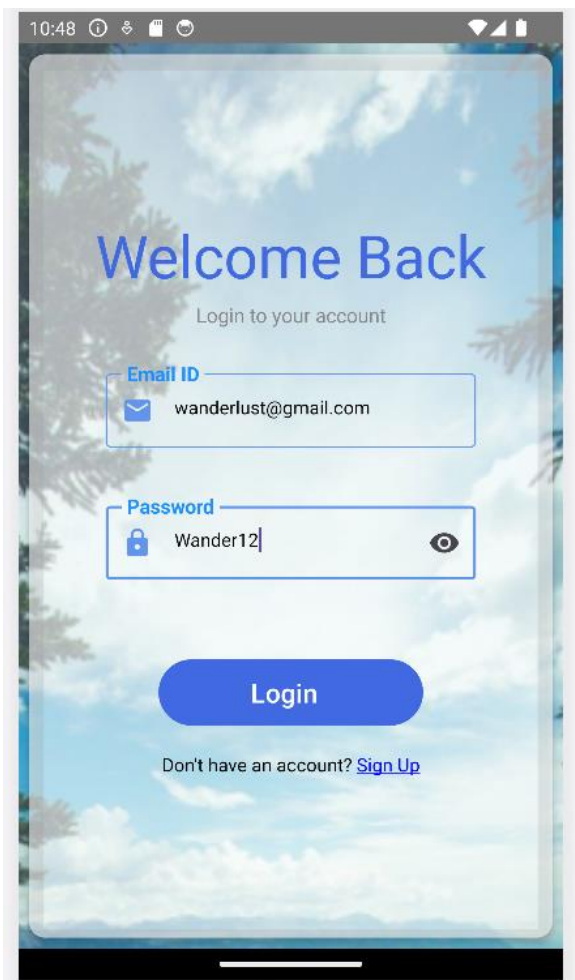 10:48
Welcome Back
Login to your account
Email ID
wanderlust@gmail.com
Password
Wander12
Login
Don't have an account? Sign Up